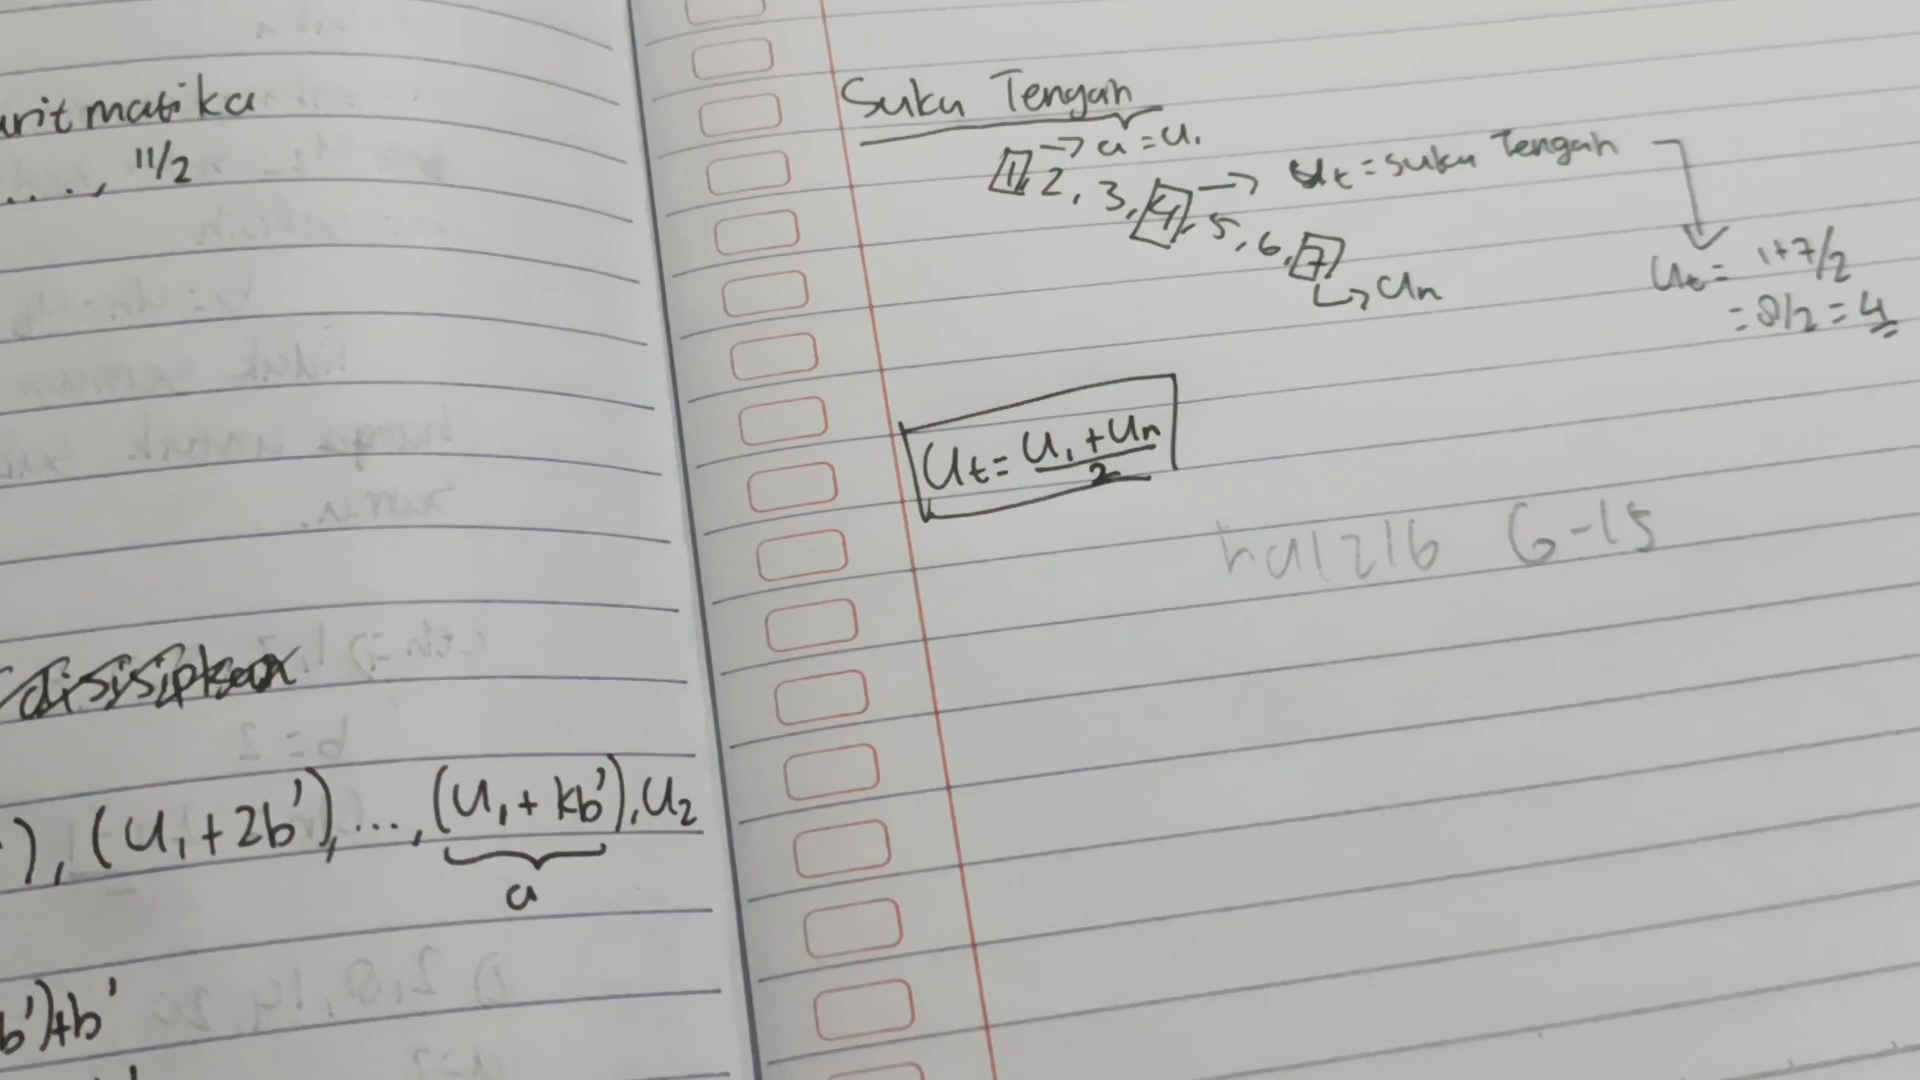 aritmatika
..., 11/2
disisipkan
), (U₁+2b'), ..., (U₁+kb'), U₂
a
b')+b'
Suku Tengah
1, 2, 3, 4, 5, 6, 7
→ a = U₁
→ Ut = suku Tengah
↳ Un
Ut = 1+7/2
= 8/2 = 4
Ut = U₁ + Un
2
hal 216 6-15